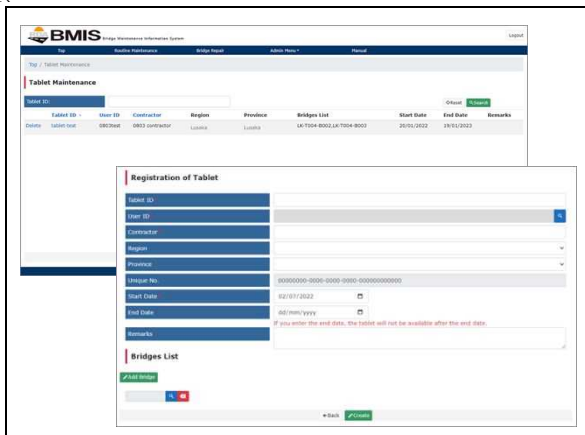 BMIS Bridge Maintenance Information System
Logout
Top Routine Maintenance Bridge Repair Admin Menu Manual
Top / Tablet Maintenance
Tablet Maintenance
Tablet ID:
Reset Search
Tablet ID User ID Contractor Region Province Bridges List Start Date End Date Remarks
Delete tablet-test 0803test 0803 contractor Lusaka Lusaka LK-T004-B002,LK-T004-B003 20/01/2022 19/01/2023
Registration of Tablet
Tablet ID
User ID
Contractor
Region
Province
Unique No. 00000000-0000-0000-0000-000000000000
Start Date 02/07/2022
End Date dd/mm/yyyy
If you enter the end date, the tablet will not be available after the end date.
Remarks
Bridges List
Add Bridge
Back Create